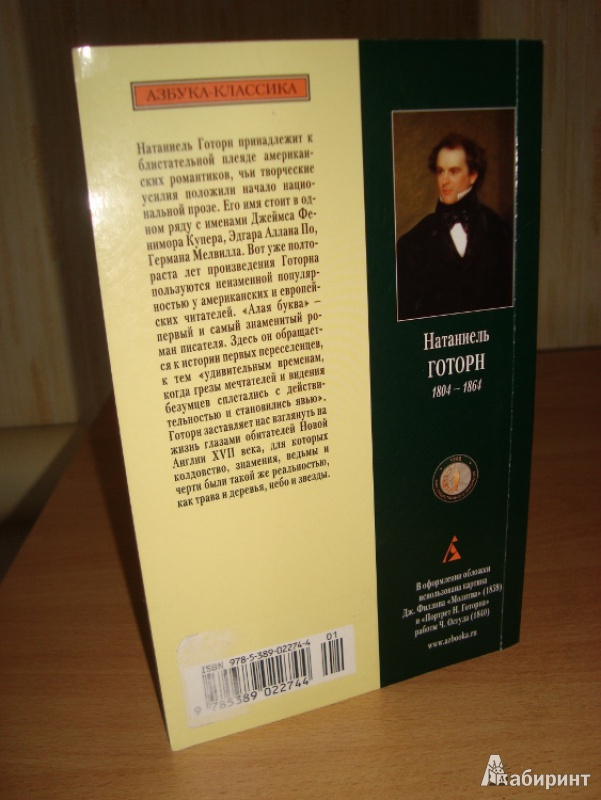 АЗБУКА-КЛАССИКА
Натаниель Готорн принадлежит к
блистательной плеяде американ-
ских романтиков, чьи творческие
усилия положили начало нацио-
нальной прозе. Его имя стоит в од-
ном ряду с именами Джеймса Фе-
нимора Купера, Эдгара Аллана По,
Германа Мелвилла. Вот уже полто-
раста лет произведения Готорна
пользуются неизменной популяр-
ностью у американских и европей-
ских читателей. «Алая буква» –
первый и самый знаменитый ро-
ман писателя. Здесь он обращает-
ся к истории первых переселенцев,
к тем «удивительным временам,
когда грезы мечтателей и видения
безумцев сплетались с действи-
тельностью и становились явью».
Готорн заставляет нас взглянуть на
жизнь глазами обитателей Новой
Англии XVII века, для которых
колдовство, знамения, ведьмы и
черти были такой же реальностью,
как трава и деревья, небо и звезды.
ISBN 978-5-389-02274-4
01
9 785389 022744
Натаниель
ГОТОРН
1804 – 1864
В оформлении обложки
использована картина
Дж. Филлипа «Молитва» (1859)
и «Портрет Н. Готорна»
работы Ч. Осгуда (1840)
www.azbooka.ru
Лабиринт